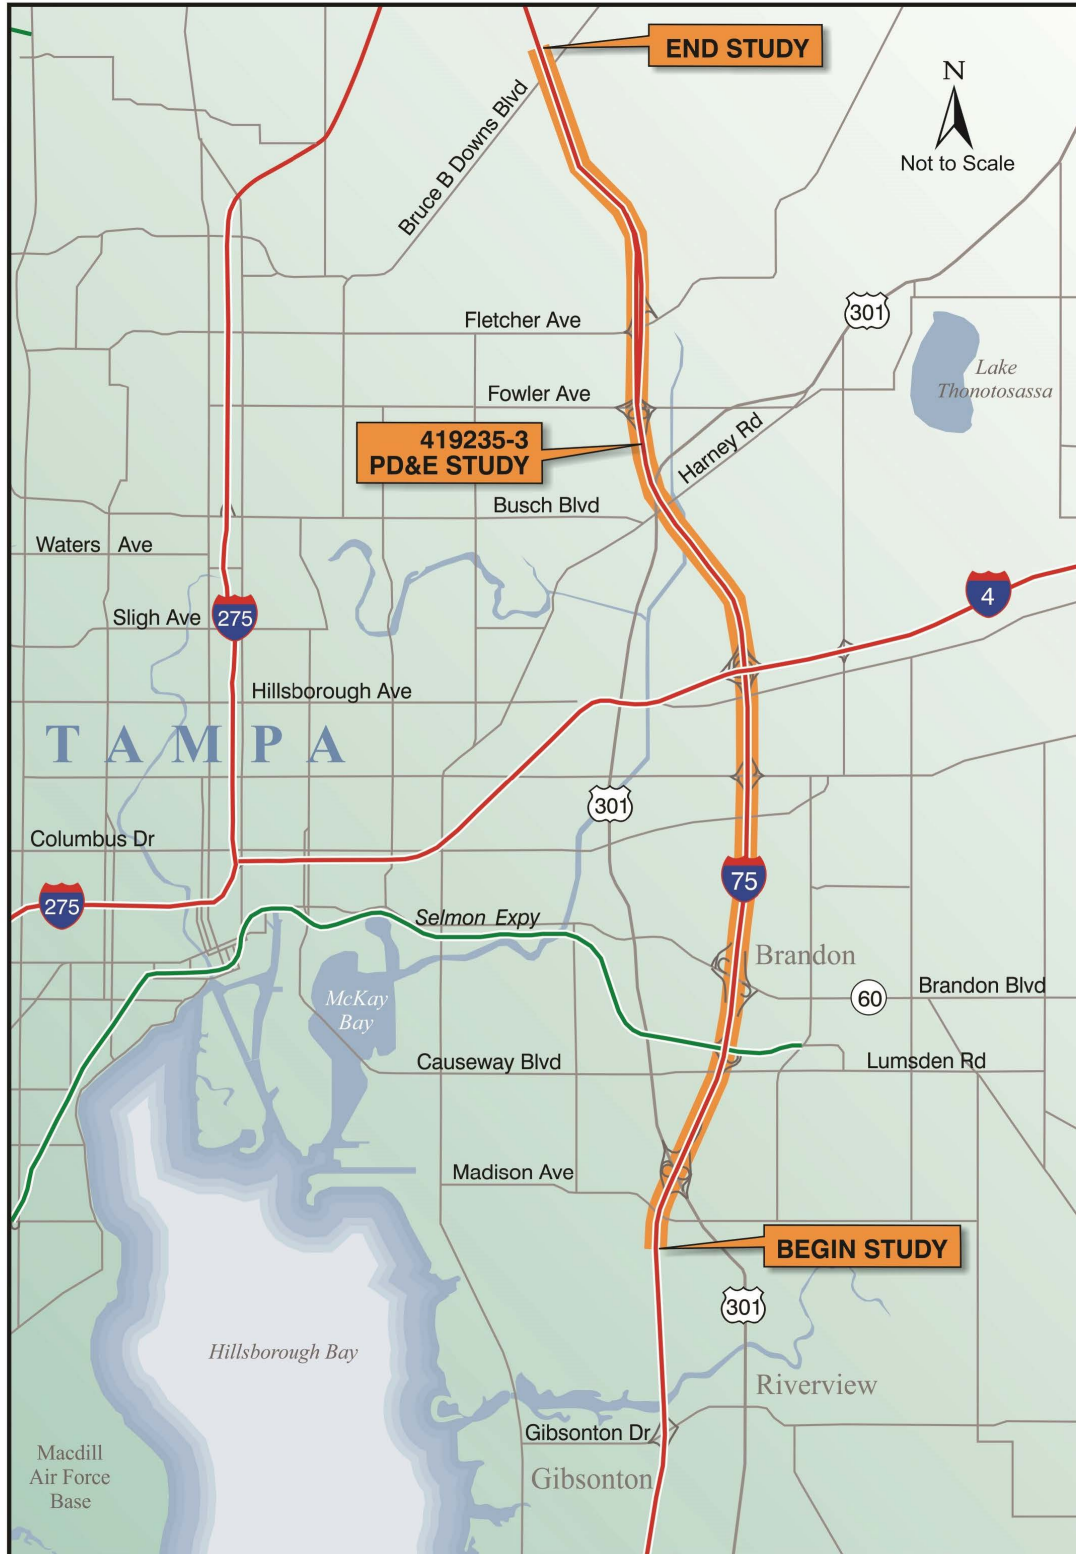 END STUDY
N
Not to Scale
Bruce B Downs Blvd
301
Fletcher Ave
Lake
Thonotosassa
Fowler Ave
419235-3
PD&E STUDY
Harney Rd
Busch Blvd
Waters Ave
4
Sligh Ave
275
Hillsborough Ave
TAMPA
301
Columbus Dr
75
275
Selmon Expy
Brandon
McKay
Bay
60
Brandon Blvd
Causeway Blvd
Lumsden Rd
Madison Ave
BEGIN STUDY
301
Hillsborough Bay
Riverview
Gibsonton Dr
Macdill
Air Force
Base
Gibsonton